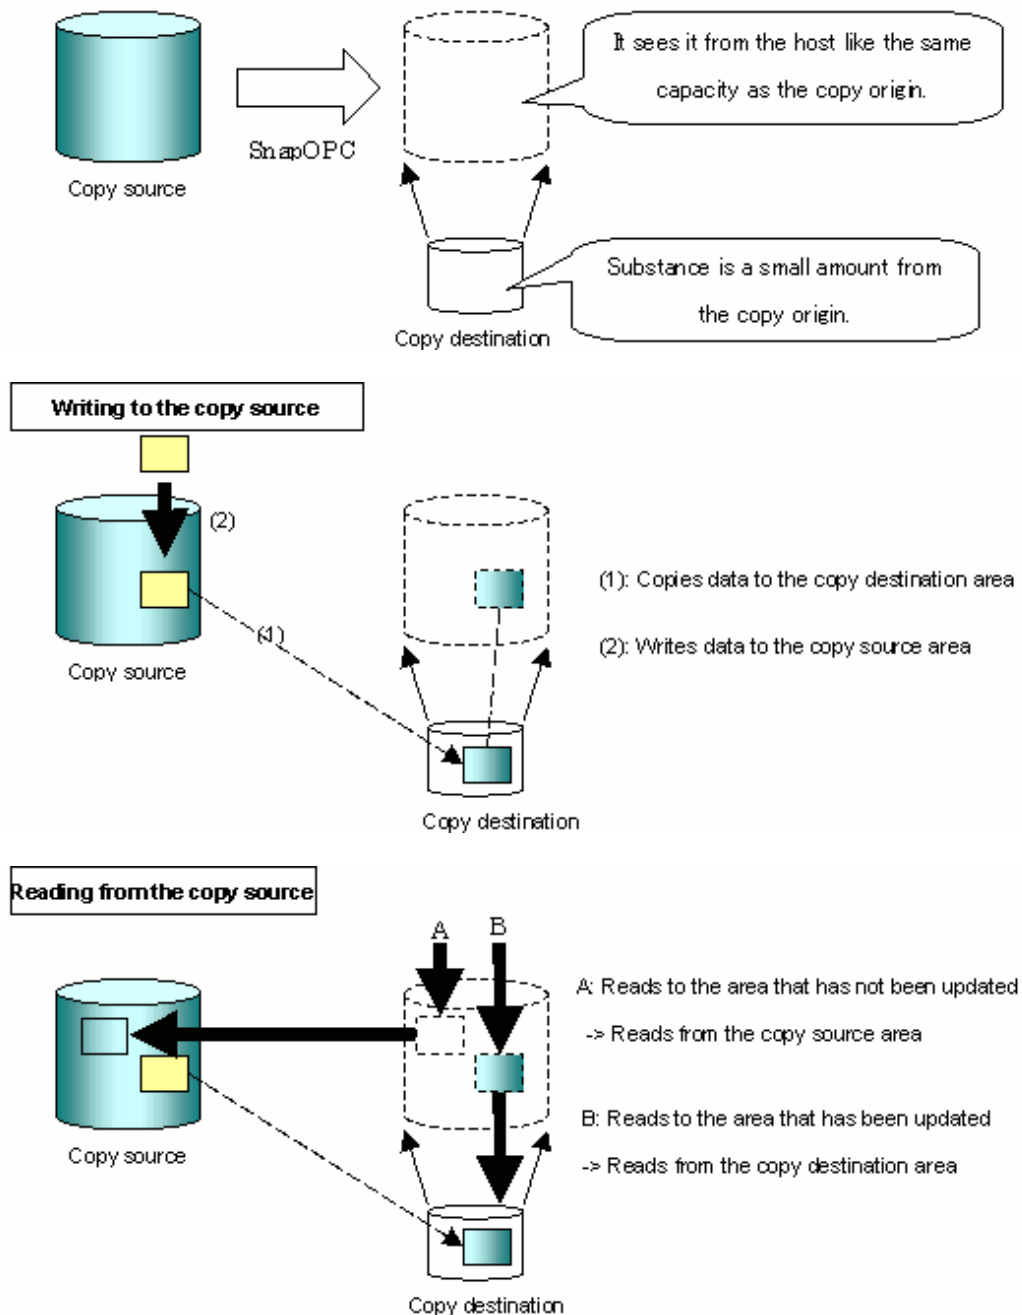 It sees it from the host like the same
capacity as the copy origin.
SnapOPC
Copy source
Substance is a small amount from
the copy origin.
Copy destination
Writing to the copy source
(2)
(1): Copies data to the copy destination area
(1)
(2): Writes data to the copy source area
Copy source
Copy destination
Reading from the copy source
A
B
A: Reads to the area that has not been updated
-> Reads from the copy source area
B: Reads to the area that has been updated
Copy source
-> Reads from the copy destination area
Copy destination